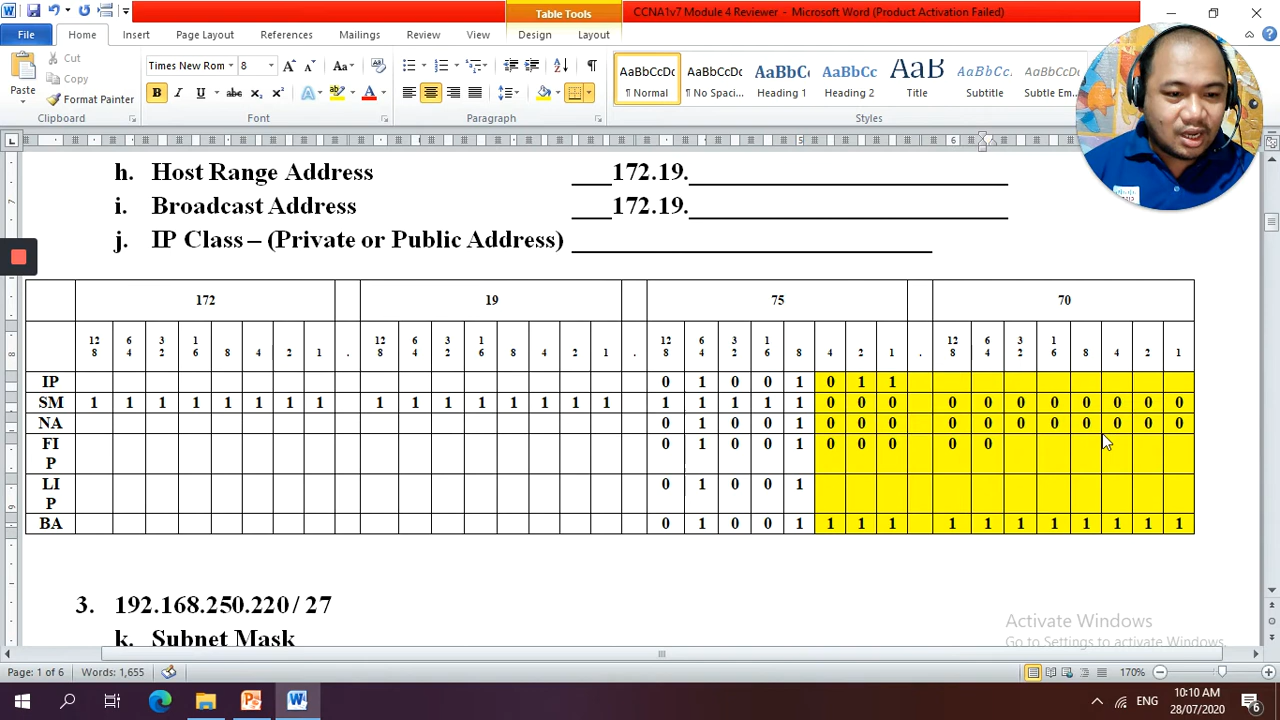 Table Tools
CCNA1v7 Module 4 Reviewer - Microsoft Word (Product Activation Failed)
File Home Insert Page Layout References Mailings Review View Design Layout
Paste
Cut
Copy
Format Painter
Clipboard
Times New Rom 8
Font
Paragraph
AaBbCcDc AaBbCcDc AaBbCc AaBbCc AaB AaBbCcD AaBbCcDc
¶ Normal ¶ No Spaci... Heading 1 Heading 2 Title Subtitle Subtle Em...
Styles
h. Host Range Address ___172.19.___
i. Broadcast Address ___172.19.___
j. IP Class – (Private or Public Address) ___
172 19 75 70
128 64 32 16 8 4 2 1 . 128 64 32 16 8 4 2 1 . 128 64 32 16 8 4 2 1 . 128 64 32 16 8 4 2 1
IP 0 1 0 0 1 0 1 1
SM 1 1 1 1 1 1 1 1 1 1 1 1 1 1 1 1 1 1 1 1 1 0 0 0 0 0 0 0 0 0 0 0
NA 0 1 0 0 1 0 0 0 0 0 0 0 0 0 0 0
FIP 0 1 0 0 1 0 0 0 0 0
LIP 0 1 0 0 1
BA 0 1 0 0 1 1 1 1 1 1 1 1 1 1 1 1
3. 192.168.250.220 / 27
k. Subnet Mask
Activate Windows
Go to Settings to activate Windows.
Page: 1 of 6 Words: 1,655 170%
ENG
10:10 AM
28/07/2020
6